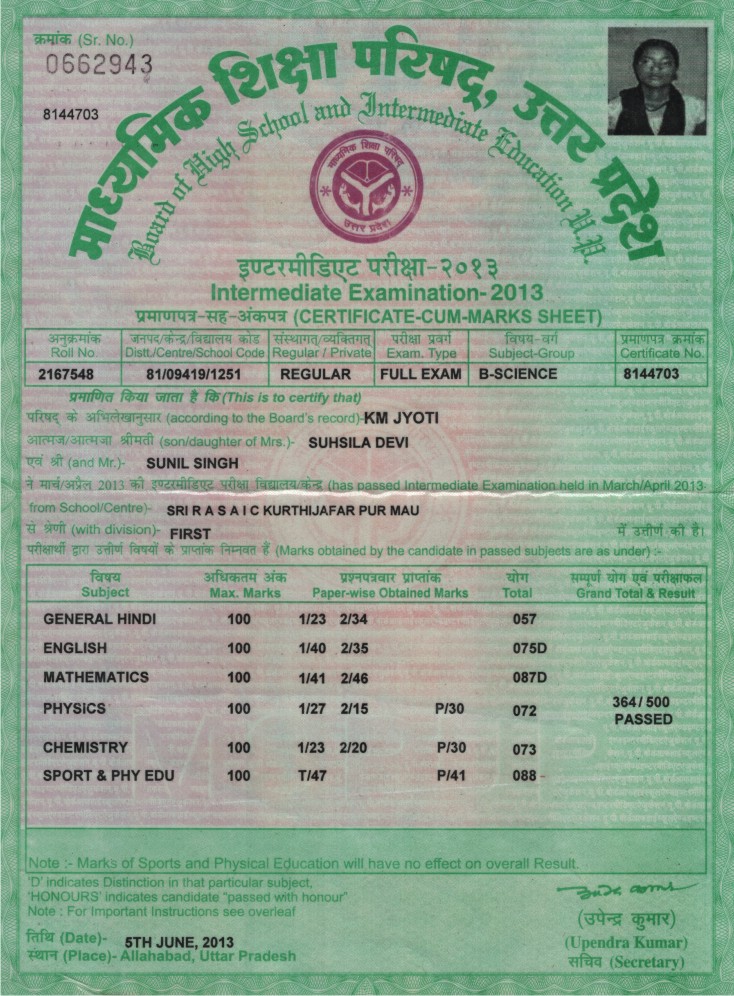 क्रमांक (Sr. No.)
0662943
8144703
माध्यमिक शिक्षा परिषद्, उत्तर प्रदेश
Board of High School and Intermediate Education U.P.
माध्यमिक शिक्षा परिषद्
उत्तर प्रदेश
इण्टरमीडिएट परीक्षा-२०१३
Intermediate Examination- 2013
प्रमाणपत्र-सह-अंकपत्र (CERTIFICATE-CUM-MARKS SHEET)
अनुक्रमांक जनपद/केन्द्र/विद्यालय कोड संस्थागत/व्यक्तिगत परीक्षा प्रवर्ग विषय-वर्ग प्रमाणपत्र क्रमांक
Roll No. Distt./Centre/School Code Regular / Private Exam. Type Subject-Group Certificate No.
2167548 81/09419/1251 REGULAR FULL EXAM B-SCIENCE 8144703
प्रमाणित किया जाता है कि (This is to certify that)
परिषद् के अभिलेखानुसार (according to the Board's record)- KM JYOTI
आत्मज/आत्मजा श्रीमती (son/daughter of Mrs.)- SUHSILA DEVI
एवं श्री (and Mr.)- SUNIL SINGH
ने मार्च/अप्रैल 2013 की इण्टरमीडिएट परीक्षा विद्यालय/केन्द्र (has passed Intermediate Examination held in March/April 2013
from School/Centre)- SRI R A S A I C KURTHIJAFAR PUR MAU
से श्रेणी (with division)- FIRST में उत्तीर्ण की है।
परीक्षार्थी द्वारा उत्तीर्ण विषयों के प्राप्तांक निम्नवत हैं (Marks obtained by the candidate in passed subjects are as under) :-
विषय अधिकतम अंक प्रश्नपत्रवार प्राप्तांक योग सम्पूर्ण योग एवं परीक्षाफल
Subject Max. Marks Paper-wise Obtained Marks Total Grand Total & Result
GENERAL HINDI 100 1/23 2/34 057
ENGLISH 100 1/40 2/35 075D
MATHEMATICS 100 1/41 2/46 087D
PHYSICS 100 1/27 2/15 P/30 072 364 / 500
PASSED
CHEMISTRY 100 1/23 2/20 P/30 073
SPORT & PHY EDU 100 T/47 P/41 088
Note :- Marks of Sports and Physical Education will have no effect on overall Result.
'D' indicates Distinction in that particular subject,
'HONOURS' indicates candidate "passed with honour"
Note : For Important Instructions see overleaf
(उपेन्द्र कुमार)
तिथि (Date)- 5TH JUNE, 2013 (Upendra Kumar)
स्थान (Place)- Allahabad, Uttar Pradesh सचिव (Secretary)